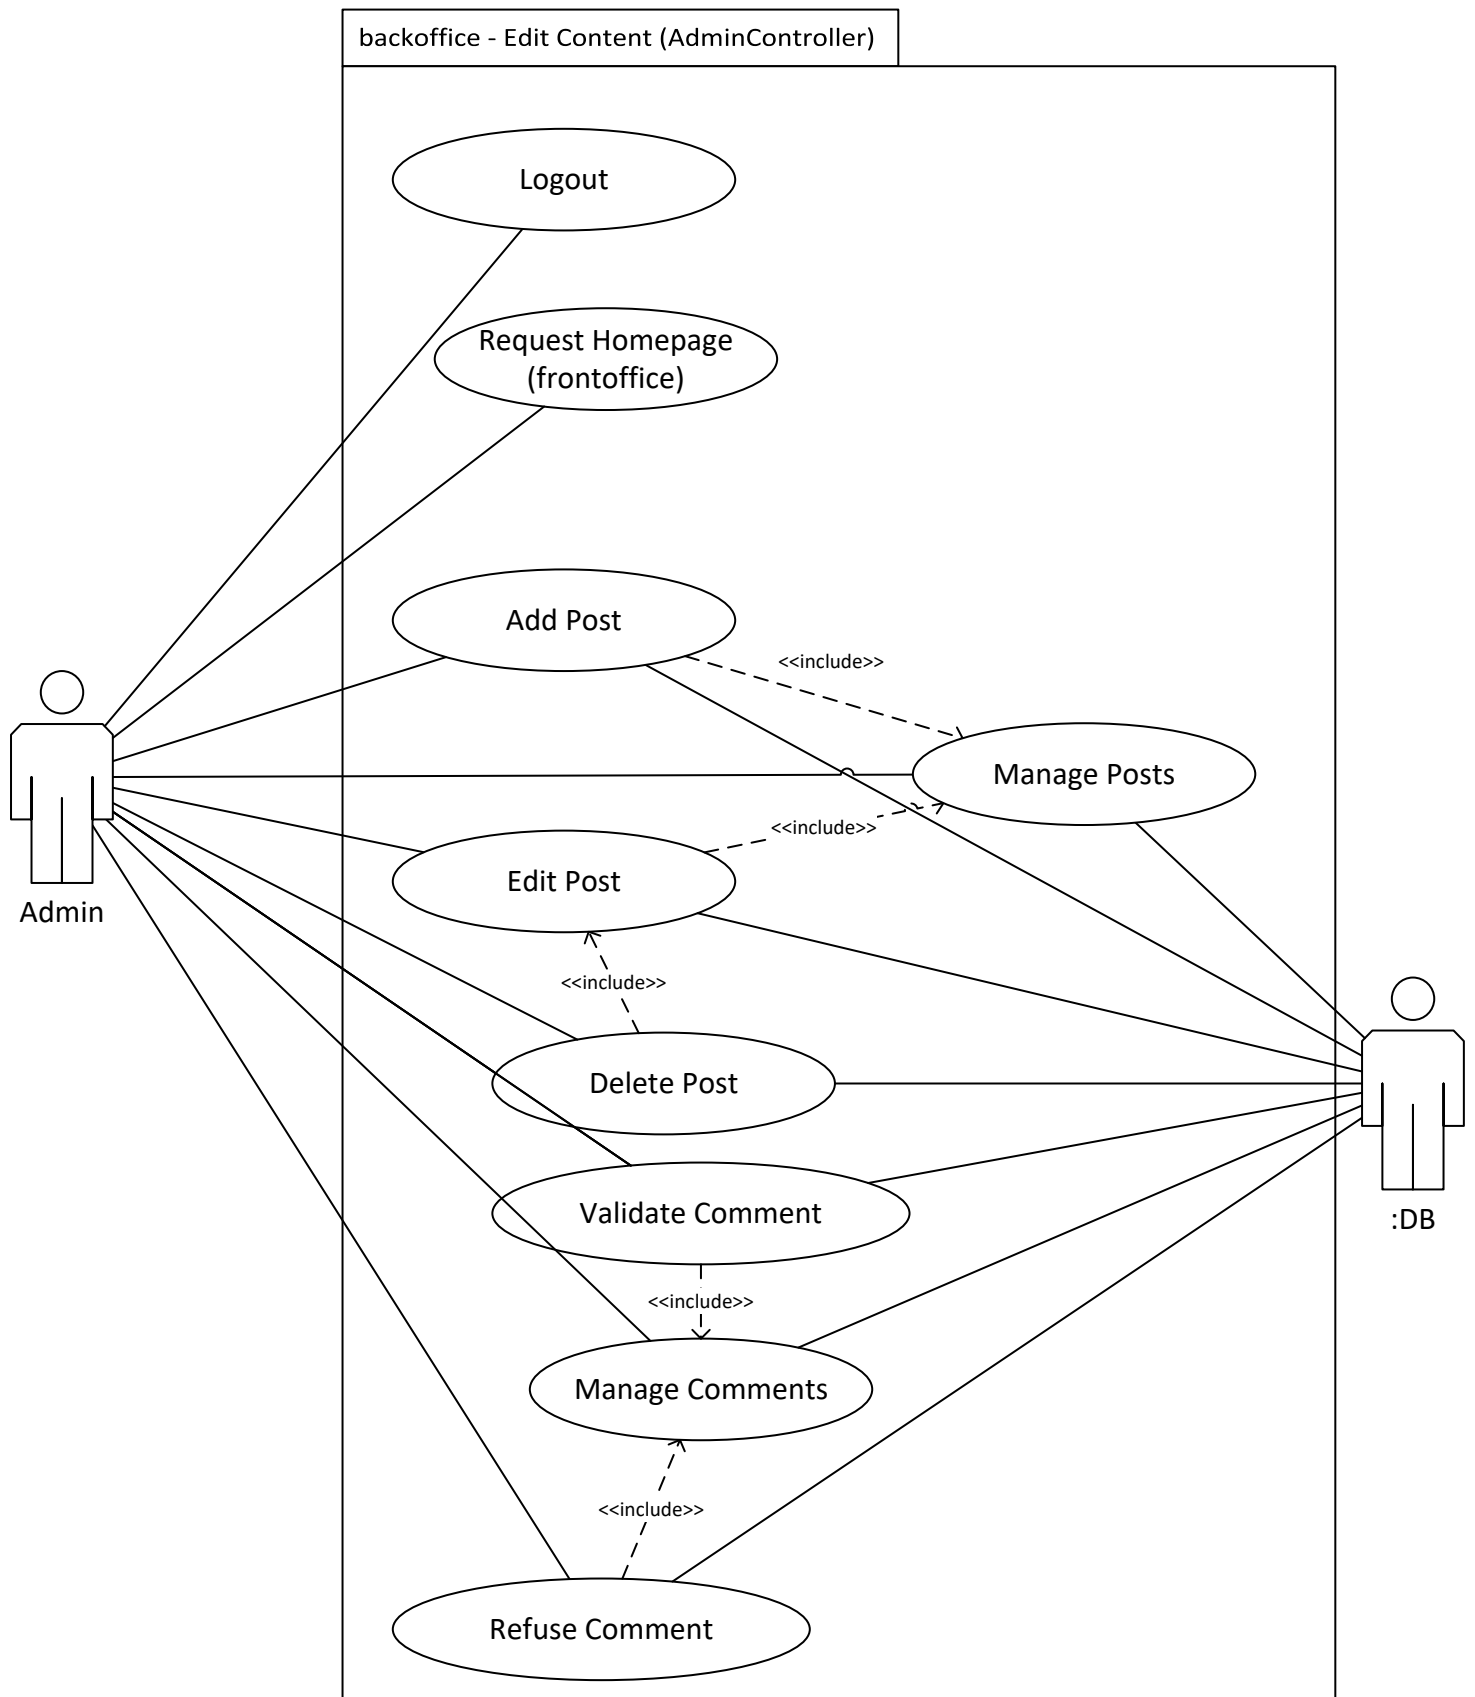 backoffice - Edit Content (AdminController)
Logout
Request Homepage
(frontoffice)
Add Post
<<include>>
Manage Posts
<<include>>
Edit Post
Admin
<<include>>
Delete Post
Validate Comment
:DB
<<include>>
Manage Comments
<<include>>
Refuse Comment